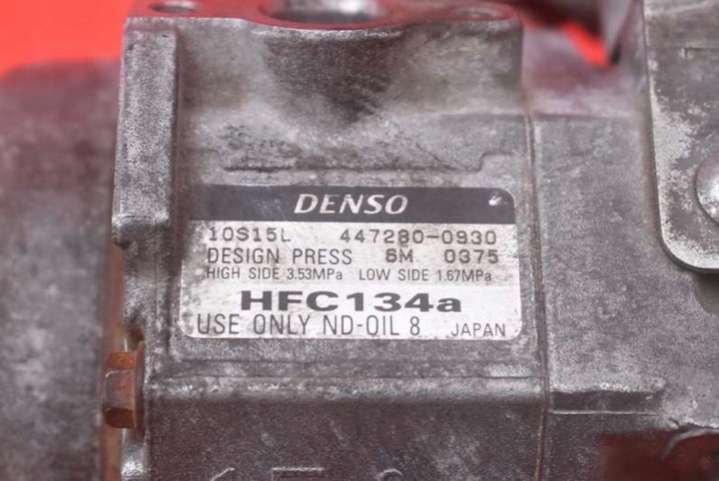 DENSO
10S15L 447280-0930
DESIGN PRESS 6M 0375
HIGH SIDE 3.53MPa LOW SIDE 1.67MPa
HFC134a
USE ONLY ND-OIL 8 JAPAN